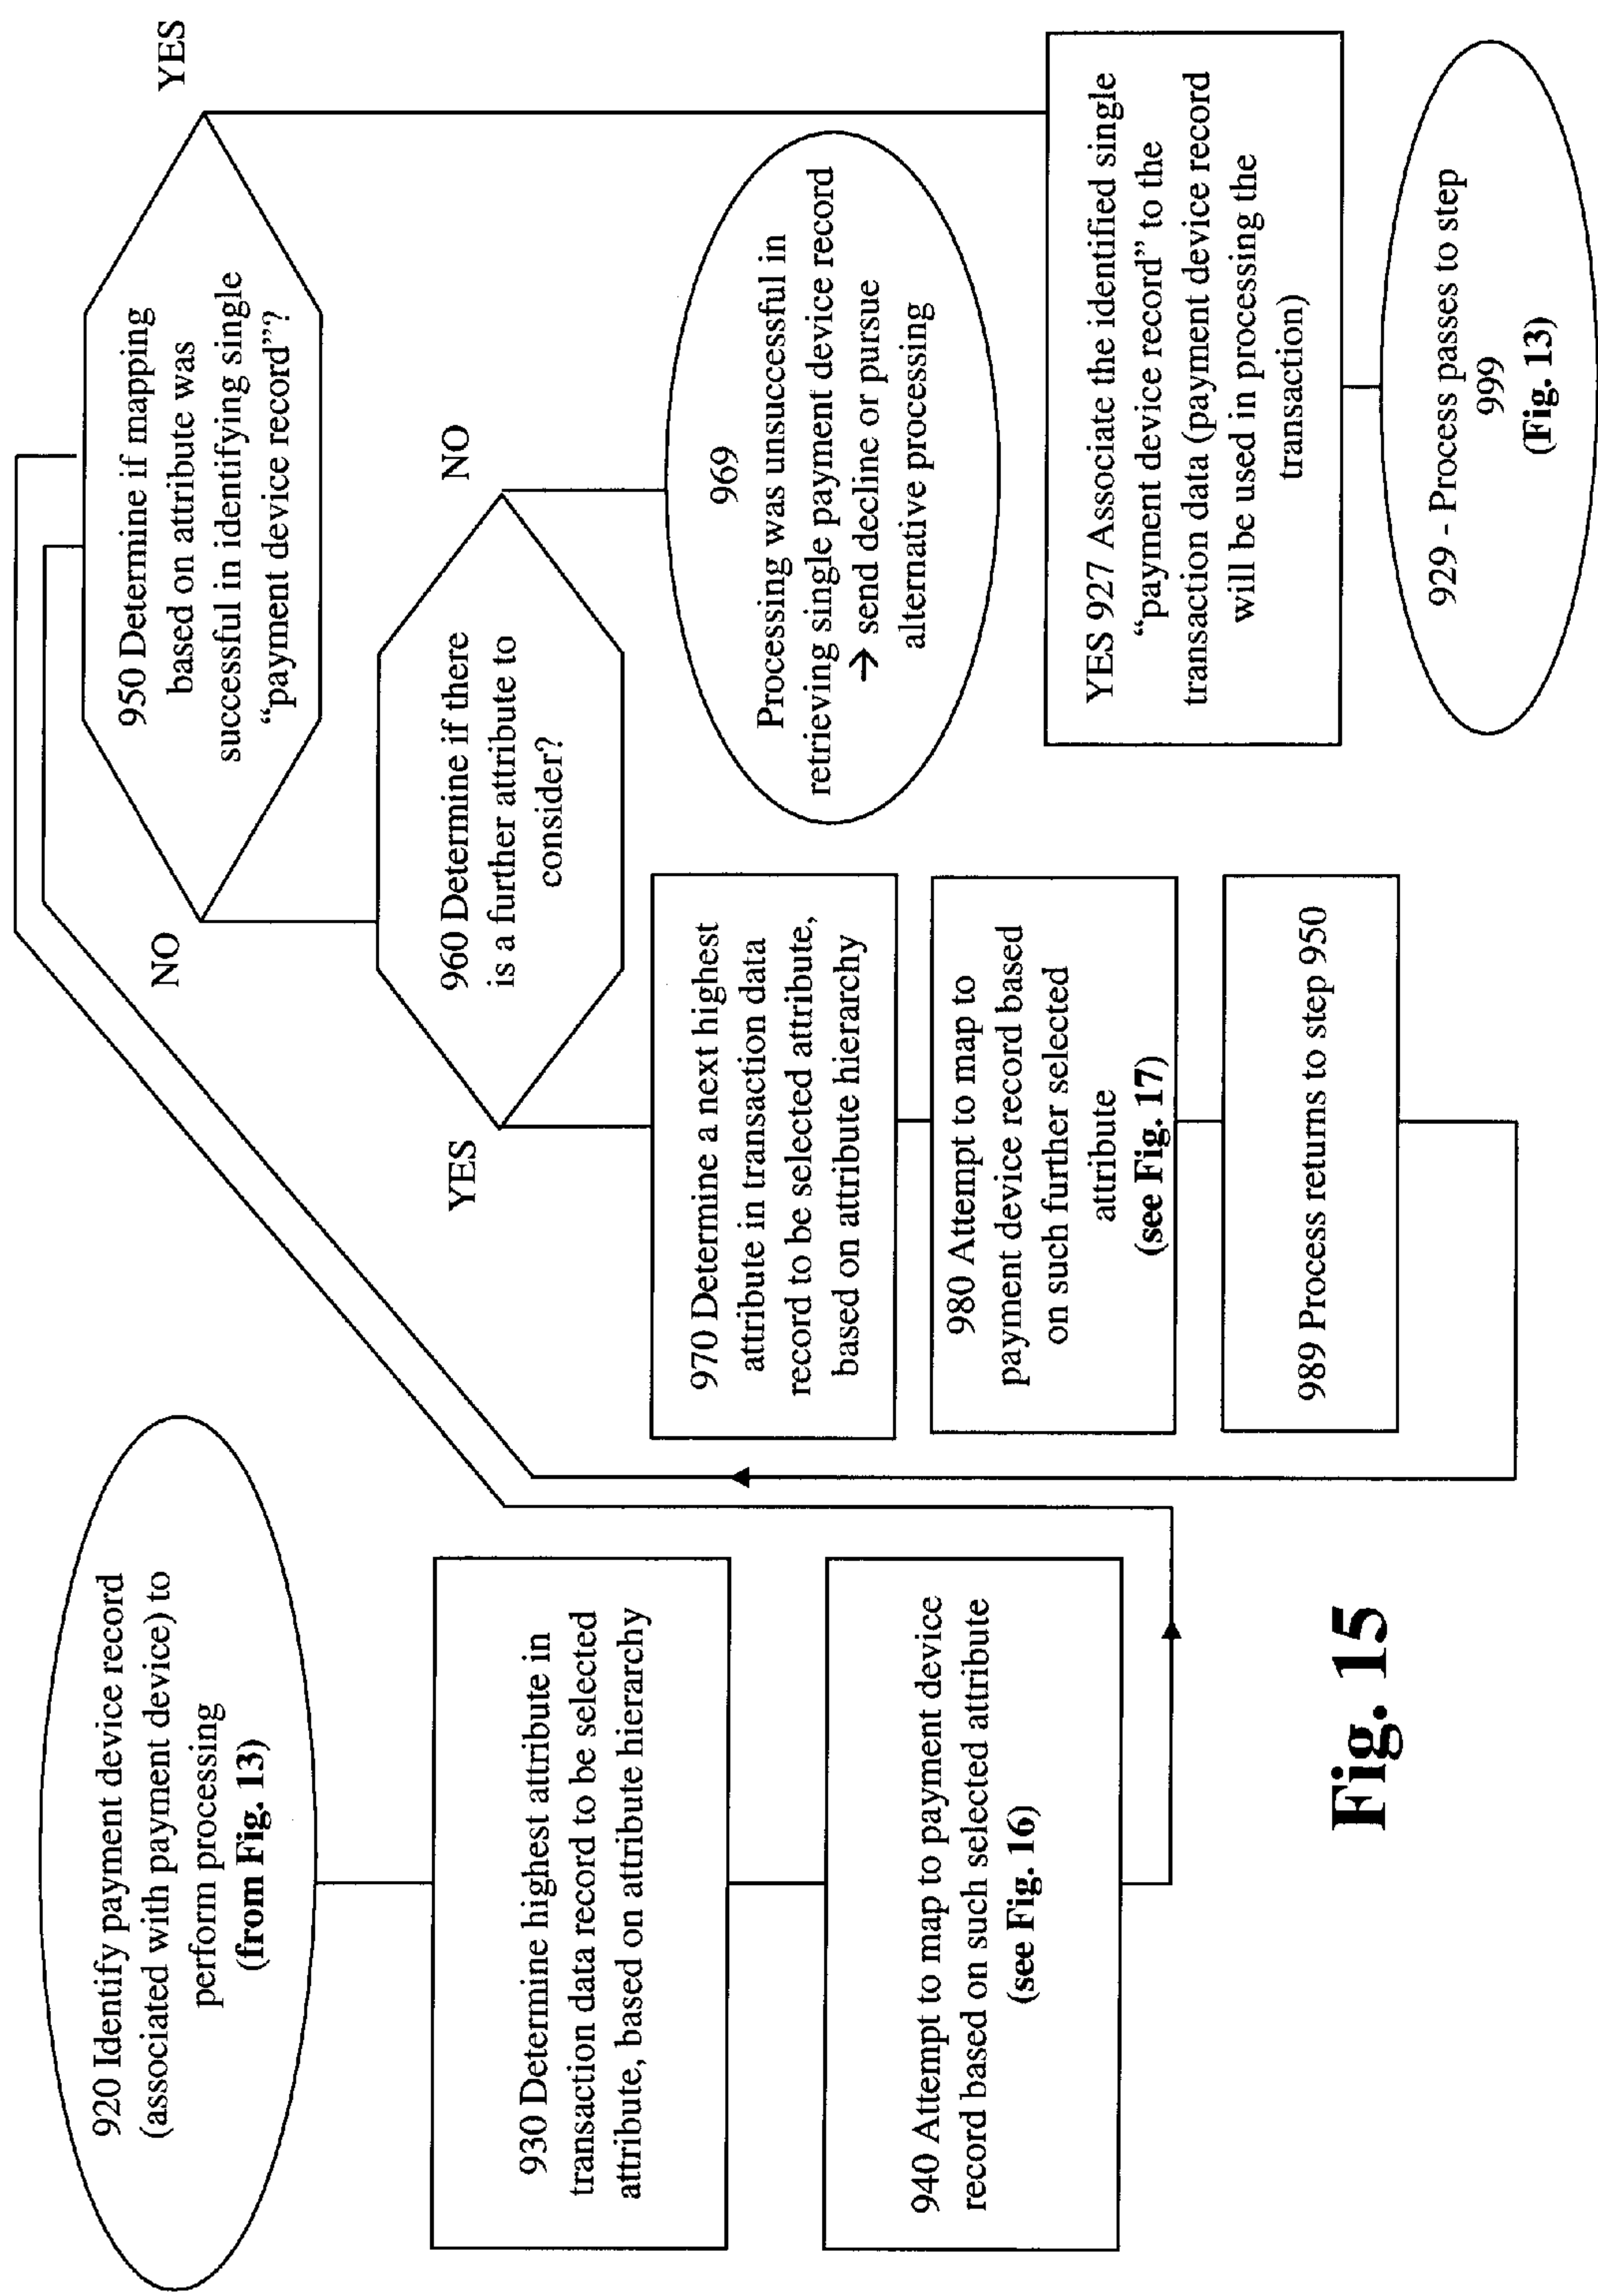 920 Identify payment device record
(associated with payment device) to
perform processing
(from Fig. 13)
930 Determine highest attribute in
transaction data record to be selected
attribute, based on attribute hierarchy
940 Attempt to map to payment device
record based on such selected attribute
(see Fig. 16)
950 Determine if mapping
based on attribute was
successful in identifying single
“payment device record”?
NO
YES
960 Determine if there
is a further attribute to
consider?
YES
NO
970 Determine a next highest
attribute in transaction data
record to be selected attribute,
based on attribute hierarchy
980 Attempt to map to
payment device record based
on such further selected
attribute
(see Fig. 17)
989 Process returns to step 950
969
Processing was unsuccessful in
retrieving single payment device record
→ send decline or pursue
alternative processing
YES 927 Associate the identified single
“payment device record” to the
transaction data (payment device record
will be used in processing the
transaction)
929 - Process passes to step
999
(Fig. 13)
Fig. 15